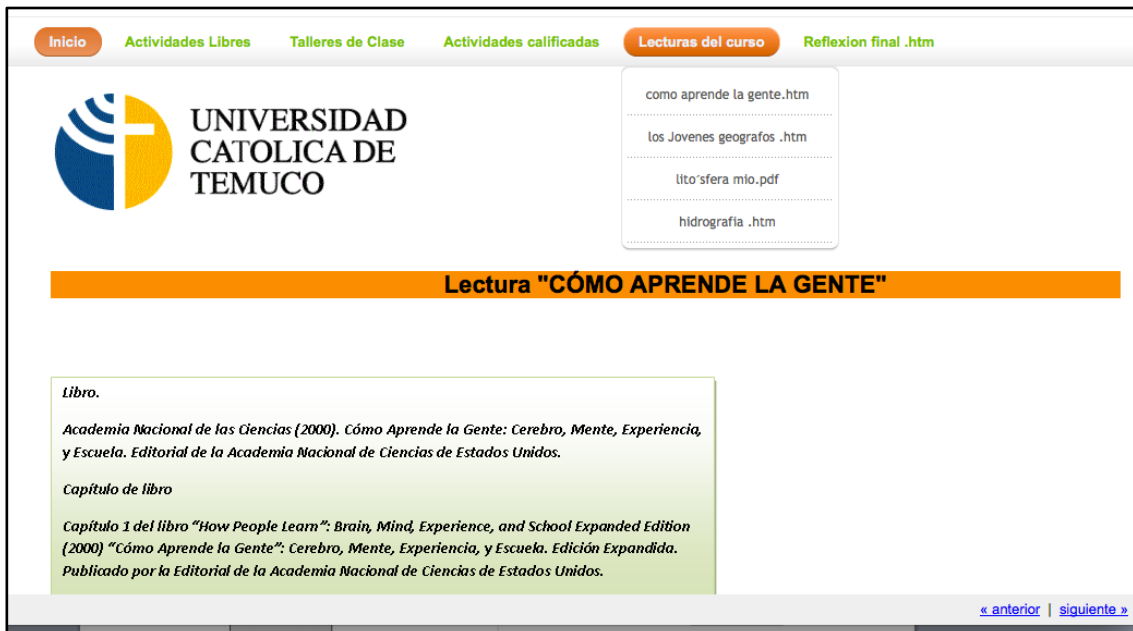 Inicio Actividades Libres Talleres de Clase Actividades calificadas Lecturas del curso Reflexion final .htm
como aprende la gente.htm
los Jovenes geografos .htm
lito´sfera mio.pdf
hidrografia .htm
UNIVERSIDAD
CATOLICA DE
TEMUCO
Lectura "CÓMO APRENDE LA GENTE"
Libro.
Academia Nacional de las Ciencias (2000). Cómo Aprende la Gente: Cerebro, Mente, Experiencia,
y Escuela. Editorial de la Academia Nacional de Ciencias de Estados Unidos.
Capítulo de libro
Capítulo 1 del libro “How People Learn”: Brain, Mind, Experience, and School Expanded Edition
(2000) “Cómo Aprende la Gente”: Cerebro, Mente, Experiencia, y Escuela. Edición Expandida.
Publicado por la Editorial de la Academia Nacional de Ciencias de Estados Unidos.
« anterior | siguiente »